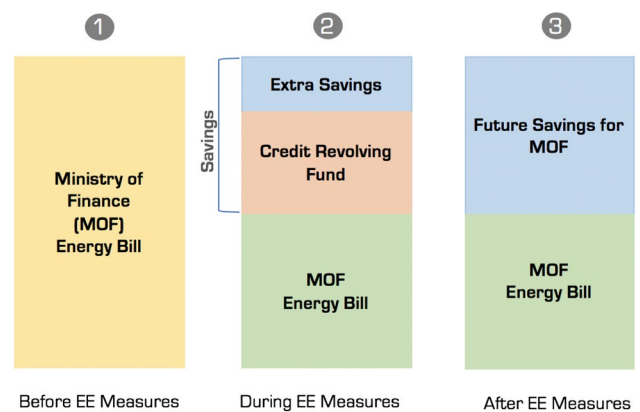 1
2
3
Ministry of
Finance
(MOF)
Energy Bill
Savings
Extra Savings
Credit Revolving
Fund
MOF
Energy Bill
Future Savings for
MOF
MOF
Energy Bill
Before EE Measures
During EE Measures
After EE Measures